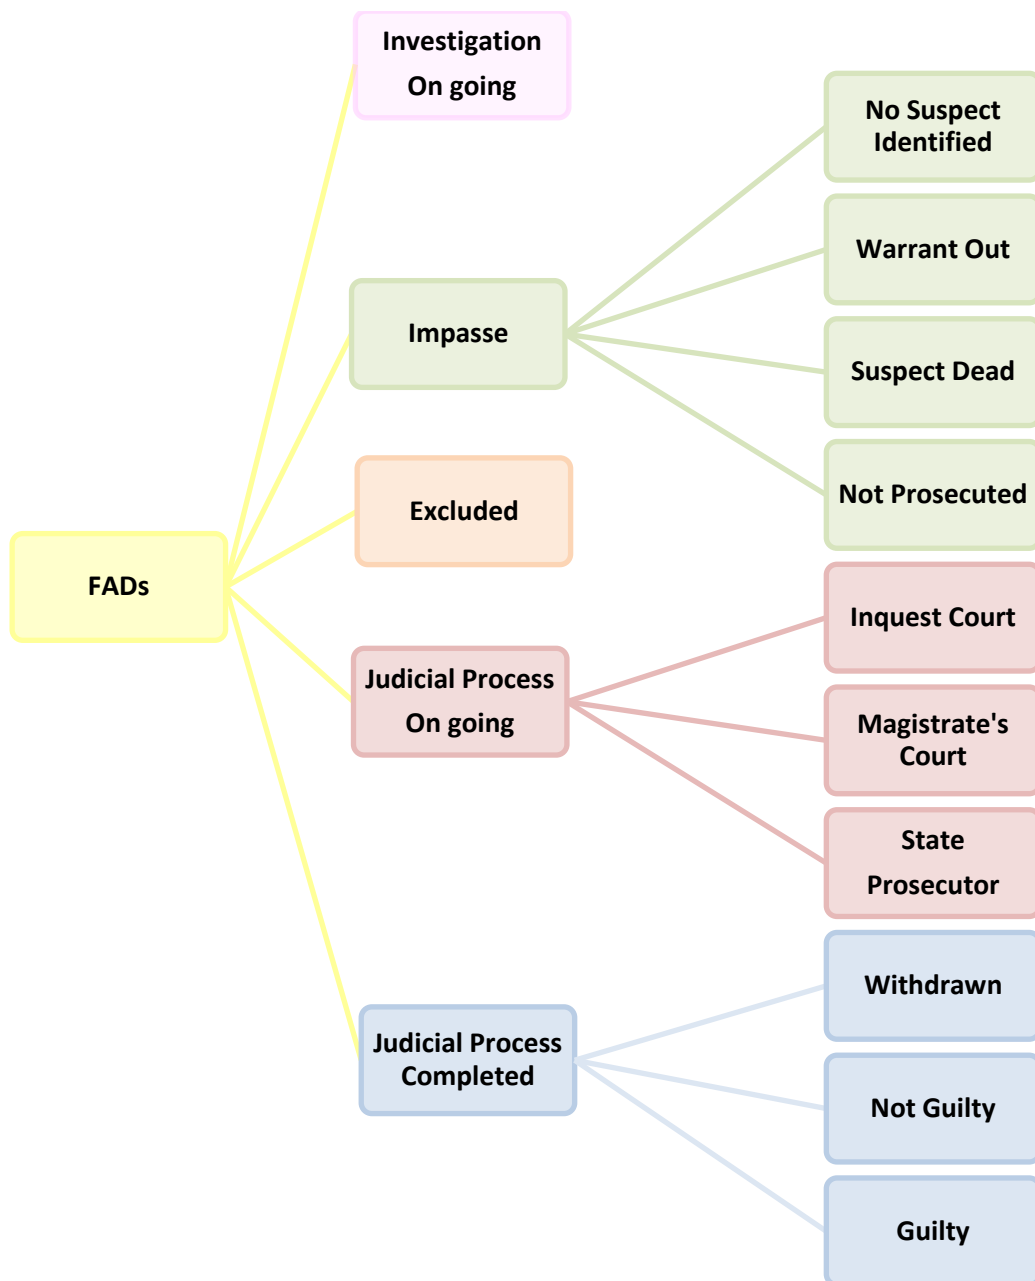 Investigation
On going
No Suspect
Identified
Warrant Out
Impasse
Suspect Dead
Not Prosecuted
Excluded
FADs
Inquest Court
Judicial Process
On going
Magistrate's
Court
State
Prosecutor
Withdrawn
Judicial Process
Completed
Not Guilty
Guilty